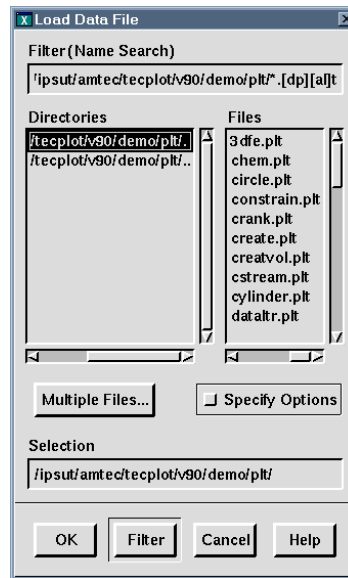 Load Data File
Filter(Name Search)
'ipsut/amtec/tecplot/v90/demo/plt/*.[dp][al]t
Directories Files
/tecplot/v90/demo/plt/.
/tecplot/v90/demo/plt/..
3dfe.plt
chem.plt
circle.plt
constrain.plt
crank.plt
create.plt
creatvol.plt
cstream.plt
cylinder.plt
dataltr.plt
Multiple Files... Specify Options
Selection
/ipsut/amtec/tecplot/v90/demo/plt/
OK Filter Cancel Help